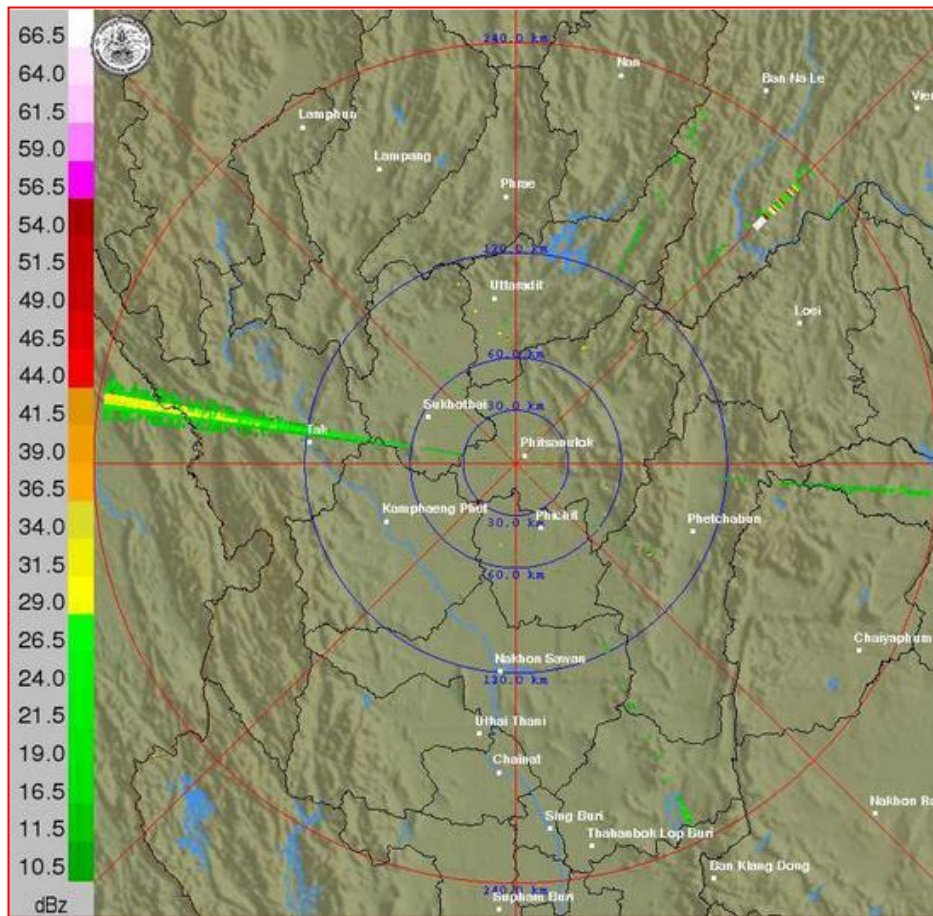 66.5
64.0
61.5
59.0
56.5
54.0
51.5
49.0
46.5
44.0
41.5
39.0
36.5
34.0
31.5
29.0
26.5
24.0
21.5
19.0
16.5
11.5
10.5
dBz
240.0 km
Nan
Ban Na Le
Lamphun
Lampang
Phrae
120.0 km
Uttaradit
Loei
60.0 km
30.0 km
Sukhothai
Tak
Phitsanulok
Kamphaeng Phet
Phichit
30.0 km
Phetchabun
60.0 km
Chaiyaphum
Nakhon Sawan
120.0 km
Uthai Thani
Chainat
Nakhon Ra
Sing Buri
Thahanbok Lop Buri
Ban Klang Dong
240.0 km
Suphan Buri